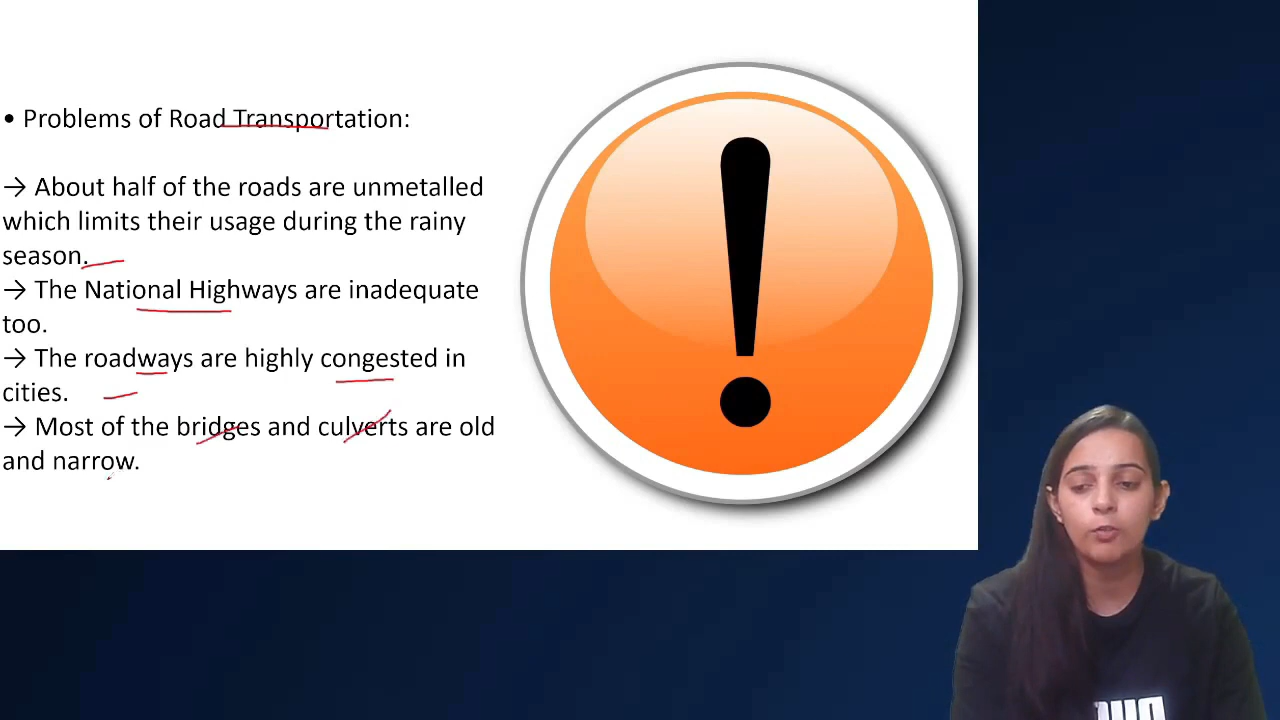 • Problems of Road Transportation:
→ About half of the roads are unmetalled
which limits their usage during the rainy
season.
→ The National Highways are inadequate
too.
→ The roadways are highly congested in
cities.
→ Most of the bridges and culverts are old
and narrow.